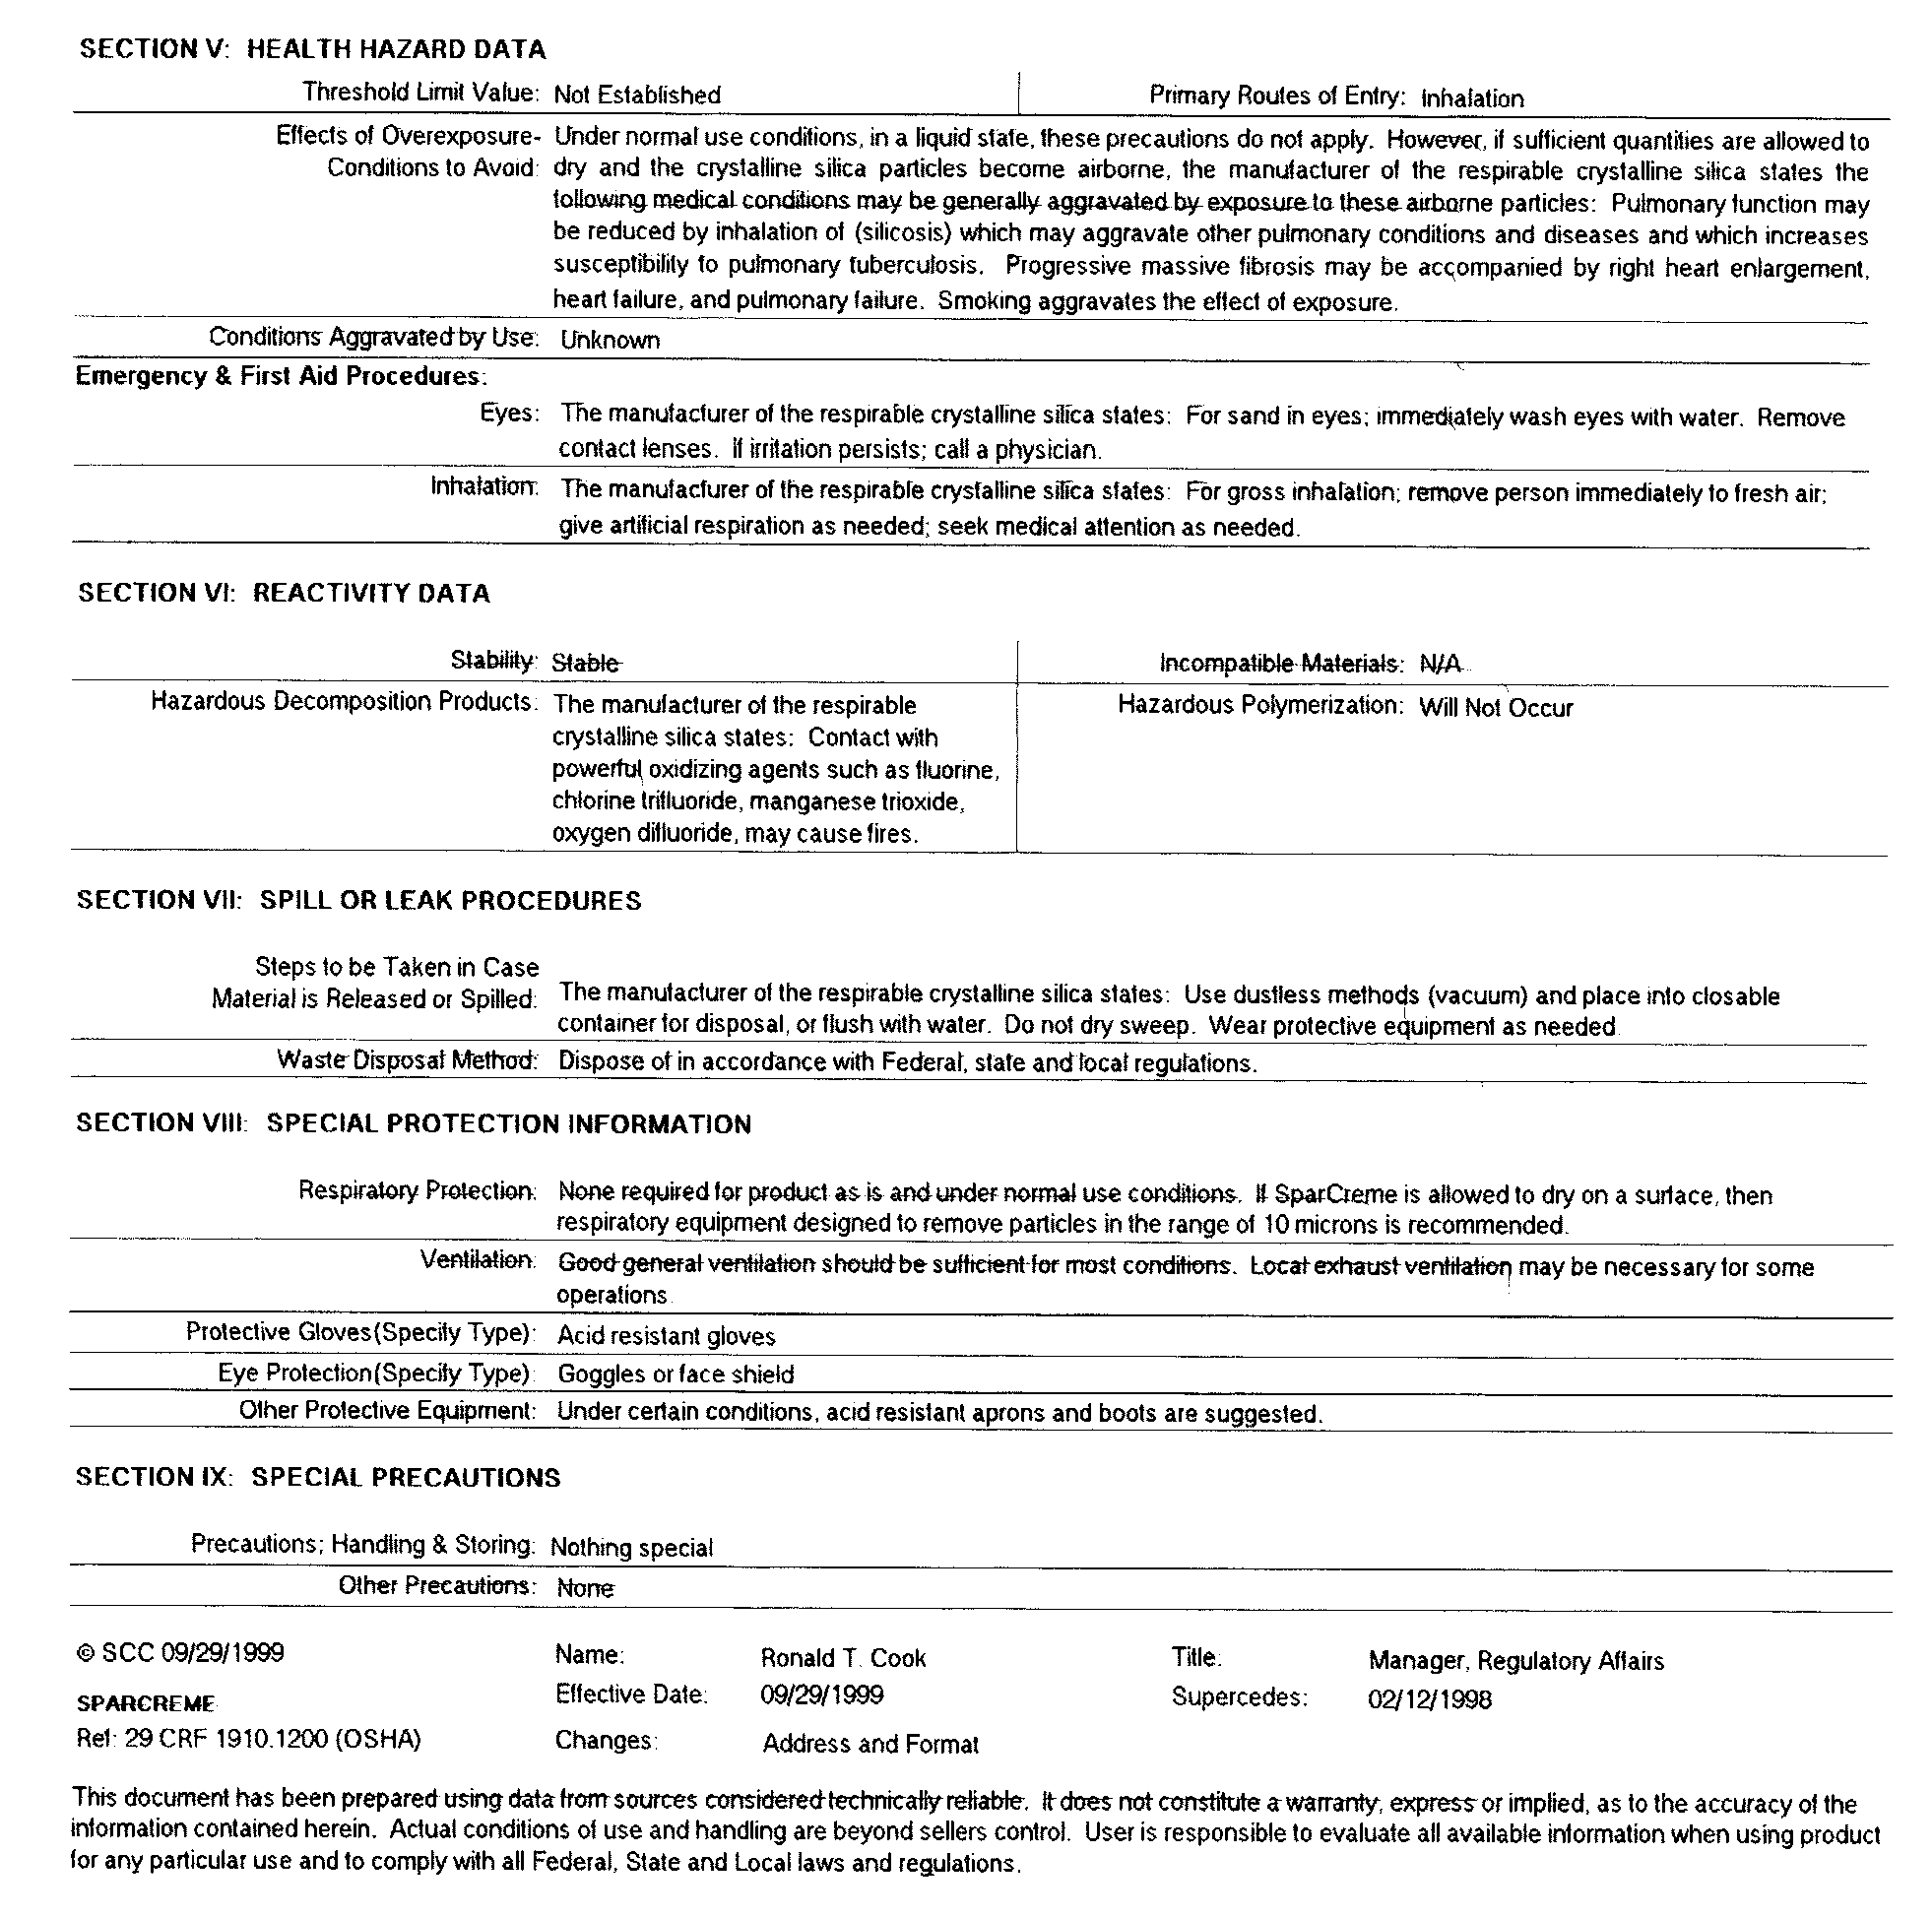 SECTION V: HEALTH HAZARD DATA
Threshold Limit Value: Not Established Primary Routes of Entry: Inhalation
Effects of Overexposure- Under normal use conditions, in a liquid state, these precautions do not apply. However, if sufficient quantities are allowed to
Conditions to Avoid: dry and the crystalline silica particles become airborne, the manufacturer of the respirable crystalline silica states the
following medical conditions may be generally aggravated by exposure to these airborne particles: Pulmonary function may
be reduced by inhalation of (silicosis) which may aggravate other pulmonary conditions and diseases and which increases
susceptibility to pulmonary tuberculosis. Progressive massive fibrosis may be accompanied by right heart enlargement,
heart failure, and pulmonary failure. Smoking aggravates the effect of exposure.
Conditions Aggravated by Use: Unknown
Emergency & First Aid Procedures:
Eyes: The manufacturer of the respirable crystalline silica states: For sand in eyes; immediately wash eyes with water. Remove
contact lenses. If irritation persists; call a physician.
Inhalation: The manufacturer of the respirable crystalline silica states: For gross inhalation; remove person immediately to fresh air;
give artificial respiration as needed; seek medical attention as needed.
SECTION VI: REACTIVITY DATA
Stability: Stable Incompatible Materials: N/A
Hazardous Decomposition Products: The manufacturer of the respirable Hazardous Polymerization: Will Not Occur
crystalline silica states: Contact with
powerful oxidizing agents such as fluorine,
chlorine trifluoride, manganese trioxide,
oxygen difluoride, may cause fires.
SECTION VII: SPILL OR LEAK PROCEDURES
Steps to be Taken in Case
Material is Released or Spilled: The manufacturer of the respirable crystalline silica states: Use dustless methods (vacuum) and place into closable
container for disposal, or flush with water. Do not dry sweep. Wear protective equipment as needed.
Waste Disposal Method: Dispose of in accordance with Federal, state and local regulations.
SECTION VIII: SPECIAL PROTECTION INFORMATION
Respiratory Protection: None required for product as is and under normal use conditions. If SparCreme is allowed to dry on a surface, then
respiratory equipment designed to remove particles in the range of 10 microns is recommended.
Ventilation: Good general ventilation should be sufficient for most conditions. Local exhaust ventilation may be necessary for some
operations.
Protective Gloves(Specify Type): Acid resistant gloves
Eye Protection(Specify Type): Goggles or face shield
Other Protective Equipment: Under certain conditions, acid resistant aprons and boots are suggested.
SECTION IX: SPECIAL PRECAUTIONS
Precautions; Handling & Storing: Nothing special
Other Precautions: None
© SCC 09/29/1999 Name: Ronald T. Cook Title: Manager, Regulatory Affairs
SPARCREME Effective Date: 09/29/1999 Supercedes: 02/12/1998
Ref: 29 CRF 1910.1200 (OSHA) Changes: Address and Format
This document has been prepared using data from sources considered technically reliable. It does not constitute a warranty, express or implied, as to the accuracy of the
information contained herein. Actual conditions of use and handling are beyond sellers control. User is responsible to evaluate all available information when using product
for any particular use and to comply with all Federal, State and Local laws and regulations.